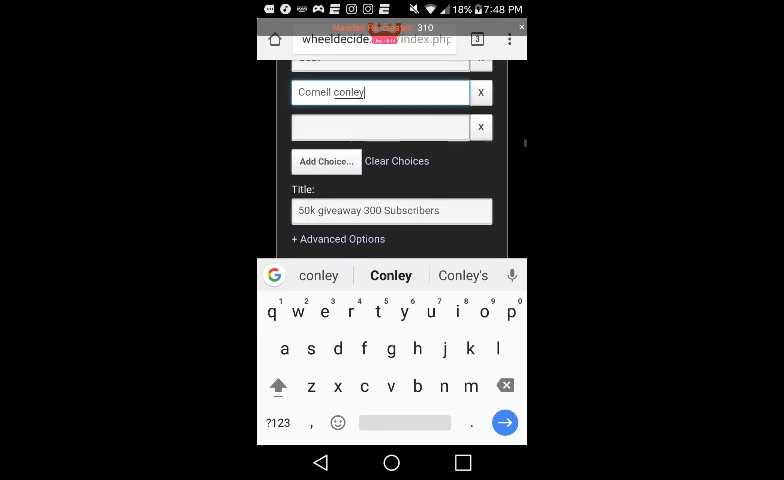 18% 7:48 PM
310 ×
wheeldecide. /index.php
3
Cornell conley
X
X
Add Choice... Clear Choices
Title:
50k giveaway 300 Subscribers
+ Advanced Options
G conley Conley Conley's
1 2 3 4 5 6 7 8 9 0
q w e r t y u i o p
a s d f g h j k l
z x c v b n m
?123 , .